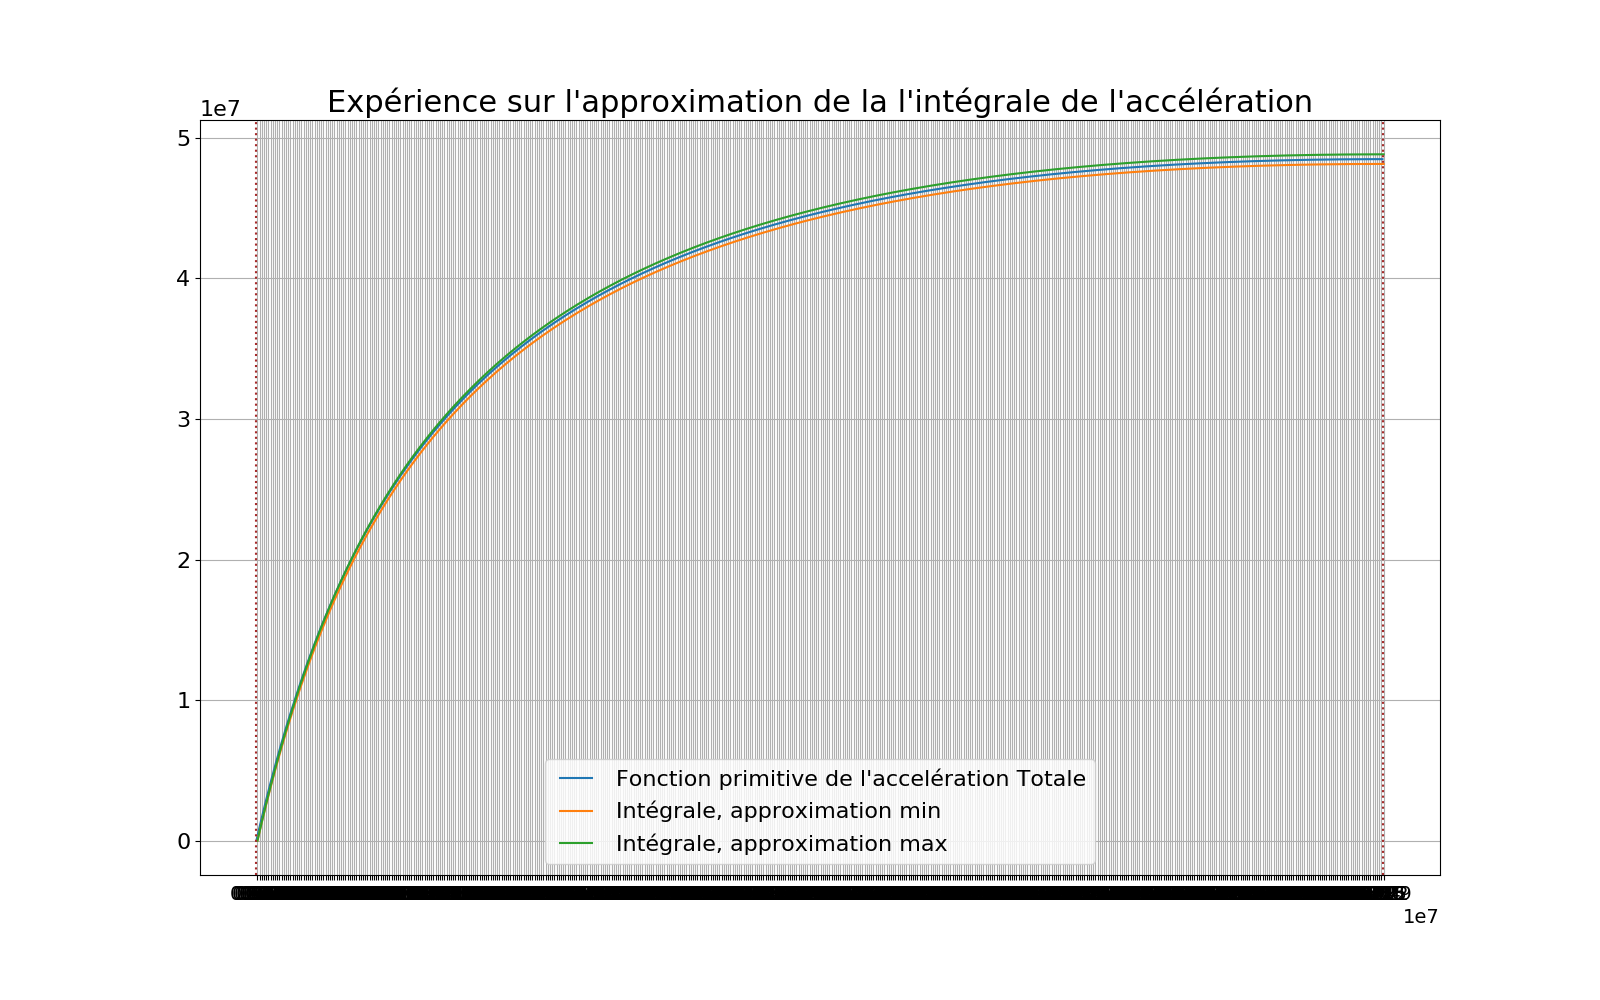 Expérience sur l'approximation de la l'intégrale de l'accélération
1e7
5
4
3
2
1
0
Fonction primitive de l'accelération Totale
Intégrale, approximation min
Intégrale, approximation max
1e7